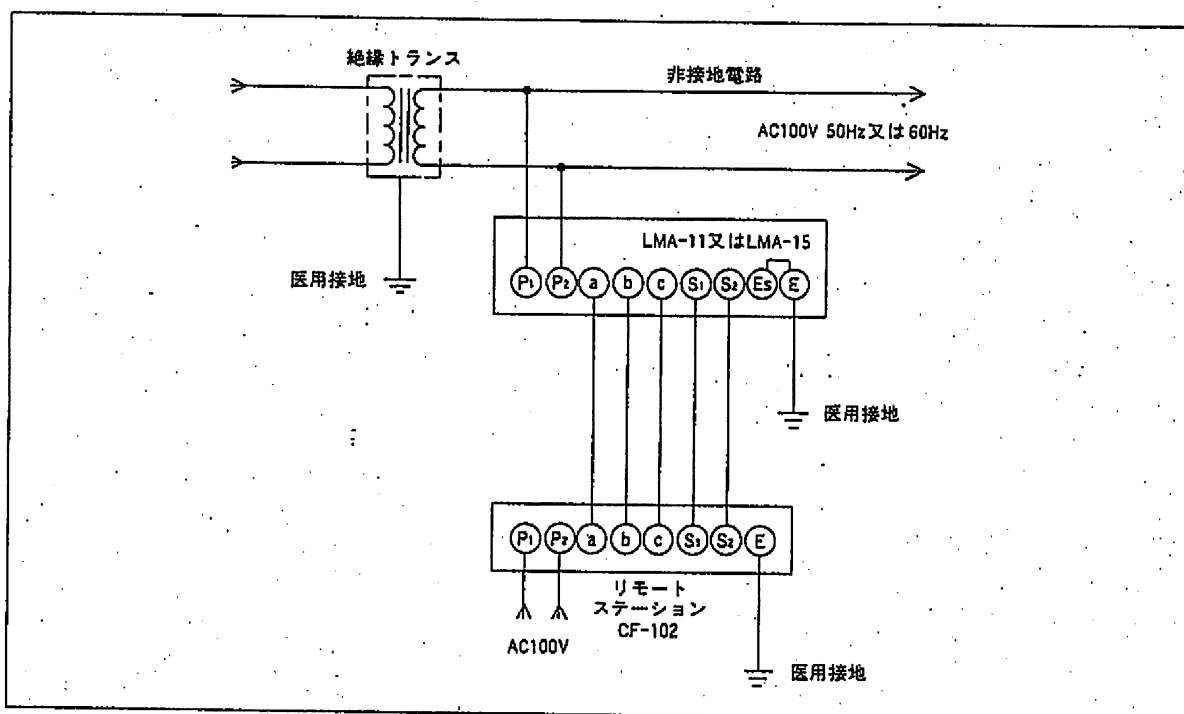 絶縁トランス
非接地電路
AC100V 50Hz又は60Hz
LMA-11又はLMA-15
P1 P2 a b c S1 S2 Es E
医用接地
医用接地
P1 P2 a b c S1 S2 E
リモート
ステーション
CF-102
AC100V
医用接地